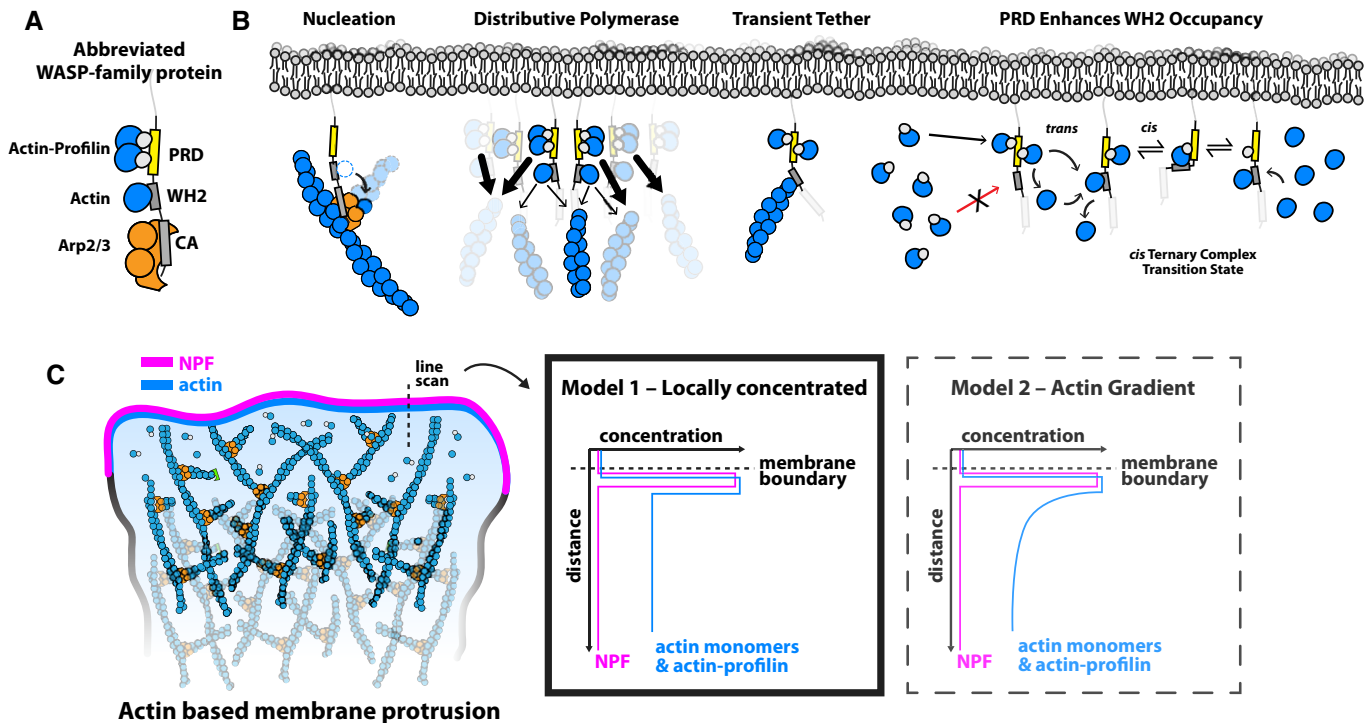 A
Abbreviated
WASP-family protein
Actin-Profilin
PRD
Actin
WH2
Arp2/3
CA
B
Nucleation
Distributive Polymerase
Transient Tether
PRD Enhances WH2 Occupancy
trans
cis
cis Ternary Complex
Transition State
C
NPF
actin
line
scan
Actin based membrane protrusion
Model 1 – Locally concentrated
concentration
membrane
boundary
distance
NPF
actin monomers
& actin-profilin
Model 2 – Actin Gradient
concentration
membrane
boundary
distance
NPF
actin monomers
& actin-profilin